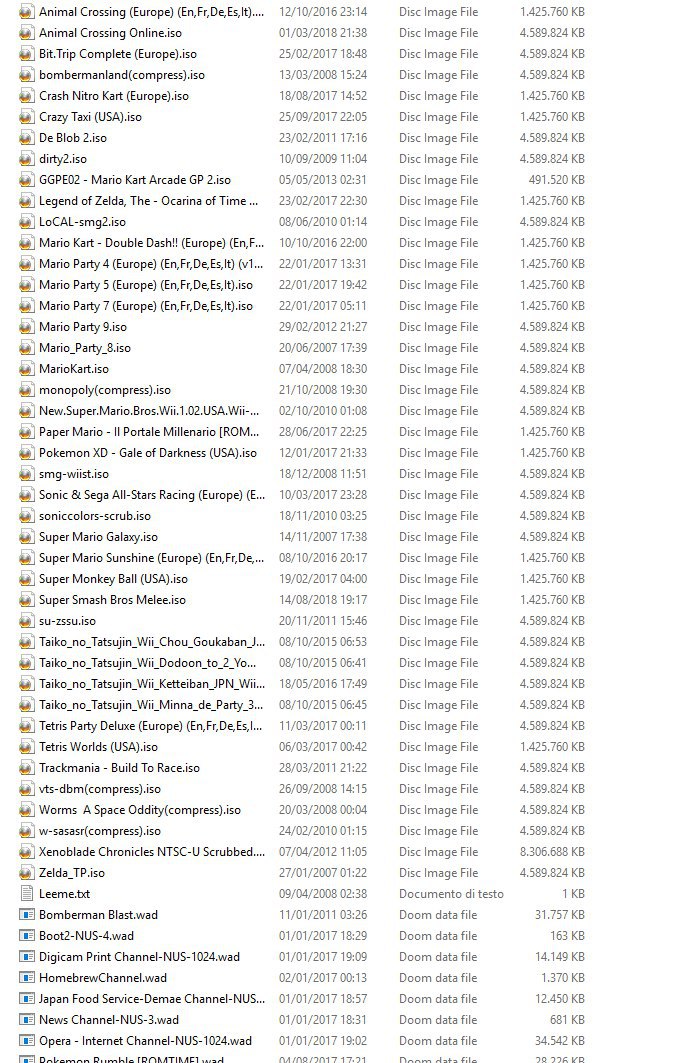 Animal Crossing (Europe) (En,Fr,De,Es,It).... 12/10/2016 23:14 Disc Image File 1.425.760 KB
Animal Crossing Online.iso 01/03/2018 21:38 Disc Image File 4.589.824 KB
Bit.Trip Complete (Europe).iso 25/02/2017 18:48 Disc Image File 4.589.824 KB
bombermanland(compress).iso 13/03/2008 15:24 Disc Image File 4.589.824 KB
Crash Nitro Kart (Europe).iso 18/08/2017 14:52 Disc Image File 1.425.760 KB
Crazy Taxi (USA).iso 25/09/2017 22:05 Disc Image File 1.425.760 KB
De Blob 2.iso 23/02/2011 17:16 Disc Image File 4.589.824 KB
dirty2.iso 10/09/2009 11:04 Disc Image File 4.589.824 KB
GGPE02 - Mario Kart Arcade GP 2.iso 05/05/2013 02:31 Disc Image File 491.520 KB
Legend of Zelda, The - Ocarina of Time ... 23/02/2017 22:30 Disc Image File 1.425.760 KB
LoCAL-smg2.iso 08/06/2010 01:14 Disc Image File 4.589.824 KB
Mario Kart - Double Dash!! (Europe) (En,F... 10/10/2016 22:00 Disc Image File 1.425.760 KB
Mario Party 4 (Europe) (En,Fr,De,Es,It) (v1... 22/01/2017 13:31 Disc Image File 1.425.760 KB
Mario Party 5 (Europe) (En,Fr,De,Es,It).iso 22/01/2017 19:42 Disc Image File 1.425.760 KB
Mario Party 7 (Europe) (En,Fr,De,Es,It).iso 22/01/2017 05:11 Disc Image File 1.425.760 KB
Mario Party 9.iso 29/02/2012 21:27 Disc Image File 4.589.824 KB
Mario_Party_8.iso 20/06/2007 17:39 Disc Image File 4.589.824 KB
MarioKart.iso 07/04/2008 18:30 Disc Image File 4.589.824 KB
monopoly(compress).iso 21/10/2008 19:30 Disc Image File 4.589.824 KB
New.Super.Mario.Bros.Wii.1.02.USA.Wii-... 02/10/2010 01:08 Disc Image File 4.589.824 KB
Paper Mario - Il Portale Millenario [ROM... 28/06/2017 22:25 Disc Image File 1.425.760 KB
Pokemon XD - Gale of Darkness (USA).iso 12/01/2017 21:33 Disc Image File 1.425.760 KB
smg-wiist.iso 18/12/2008 11:51 Disc Image File 4.589.824 KB
Sonic & Sega All-Stars Racing (Europe) (E... 10/03/2017 23:28 Disc Image File 4.589.824 KB
soniccolors-scrub.iso 18/11/2010 03:25 Disc Image File 4.589.824 KB
Super Mario Galaxy.iso 14/11/2007 17:38 Disc Image File 4.589.824 KB
Super Mario Sunshine (Europe) (En,Fr,De,... 08/10/2016 20:17 Disc Image File 1.425.760 KB
Super Monkey Ball (USA).iso 19/02/2017 04:00 Disc Image File 1.425.760 KB
Super Smash Bros Melee.iso 14/08/2018 19:17 Disc Image File 1.425.760 KB
su-zssu.iso 20/11/2011 15:46 Disc Image File 4.589.824 KB
Taiko_no_Tatsujin_Wii_Chou_Goukaban_J... 08/10/2015 06:53 Disc Image File 4.589.824 KB
Taiko_no_Tatsujin_Wii_Dodoon_to_2_Yo... 08/10/2015 06:41 Disc Image File 4.589.824 KB
Taiko_no_Tatsujin_Wii_Ketteiban_JPN_Wii... 18/05/2016 17:49 Disc Image File 4.589.824 KB
Taiko_no_Tatsujin_Wii_Minna_de_Party_3... 08/10/2015 06:45 Disc Image File 4.589.824 KB
Tetris Party Deluxe (Europe) (En,Fr,De,Es,I... 11/03/2017 00:11 Disc Image File 4.589.824 KB
Tetris Worlds (USA).iso 06/03/2017 00:42 Disc Image File 1.425.760 KB
Trackmania - Build To Race.iso 28/03/2011 21:22 Disc Image File 4.589.824 KB
vts-dbm(compress).iso 26/09/2008 14:15 Disc Image File 4.589.824 KB
Worms  A Space Oddity(compress).iso 20/03/2008 00:04 Disc Image File 4.589.824 KB
w-sasasr(compress).iso 24/02/2010 01:15 Disc Image File 4.589.824 KB
Xenoblade Chronicles NTSC-U Scrubbed.... 07/04/2012 11:05 Disc Image File 8.306.688 KB
Zelda_TP.iso 27/01/2007 01:22 Disc Image File 4.589.824 KB
Leeme.txt 09/04/2008 02:38 Documento di testo 1 KB
Bomberman Blast.wad 11/01/2011 03:26 Doom data file 31.757 KB
Boot2-NUS-4.wad 01/01/2017 18:29 Doom data file 163 KB
Digicam Print Channel-NUS-1024.wad 01/01/2017 19:09 Doom data file 14.149 KB
HomebrewChannel.wad 02/01/2017 00:13 Doom data file 1.370 KB
Japan Food Service-Demae Channel-NUS... 01/01/2017 18:57 Doom data file 12.450 KB
News Channel-NUS-3.wad 01/01/2017 18:31 Doom data file 681 KB
Opera - Internet Channel-NUS-1024.wad 01/01/2017 19:02 Doom data file 34.542 KB
Pokemon Rumble [ROMTIME].wad 04/08/2017 17:21 Doom data file 28.226 KB